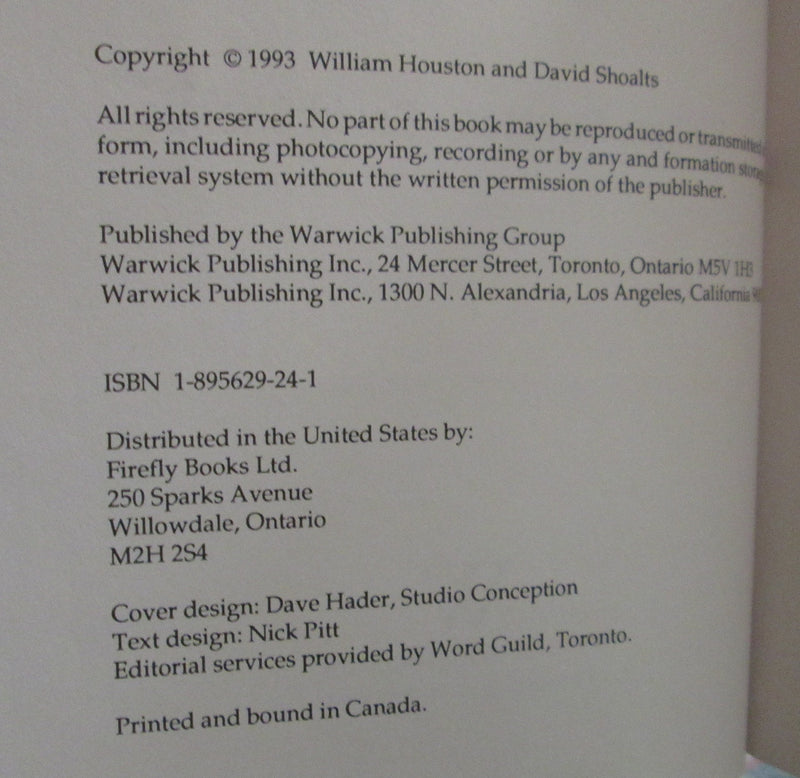 Copyright © 1993 William Houston and David Shoalts
All rights reserved. No part of this book may be reproduced or transmitted
form, including photocopying, recording or by any and formation
retrieval system without the written permission of the publisher.
Published by the Warwick Publishing Group
Warwick Publishing Inc., 24 Mercer Street, Toronto, Ontario M5V 1H3
Warwick Publishing Inc., 1300 N. Alexandria, Los Angeles, California
ISBN 1-895629-24-1
Distributed in the United States by:
Firefly Books Ltd.
250 Sparks Avenue
Willowdale, Ontario
M2H 2S4
Cover design: Dave Hader, Studio Conception
Text design: Nick Pitt
Editorial services provided by Word Guild, Toronto.
Printed and bound in Canada.